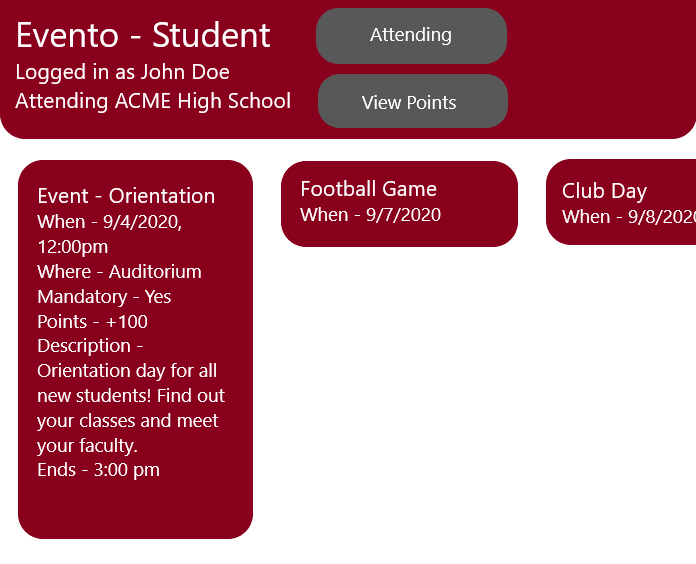 Evento - Student
Logged in as John Doe
Attending ACME High School
Attending
View Points
Event - Orientation
When - 9/4/2020,
12:00pm
Where - Auditorium
Mandatory - Yes
Points - +100
Description -
Orientation day for all
new students! Find out
your classes and meet
your faculty.
Ends - 3:00 pm
Football Game
When - 9/7/2020
Club Day
When - 9/8/2020